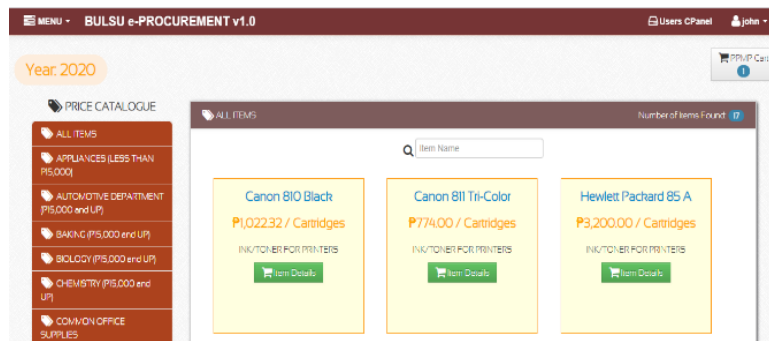 MENU BULSU e-PROCUREMENT v1.0 Users CPanel john
Year: 2020
PPMP Cart
1
PRICE CATALOGUE
ALL ITEMS
APPLIANCES (LESS THAN
P15,000)
AUTOMOTIVE DEPARTMENT
(P15,000 and UP)
BAKING (P15,000 and UP)
BIOLOGY (P15,000 and UP)
CHEMISTRY (P15,000 and
UP)
COMMON OFFICE
SUPPLIES
ALL ITEMS Number of Items Found 17
Item Name
Canon 810 Black
₱1,022.32 / Cartridges
INK/TONER FOR PRINTERS
Item Details
Canon 811 Tri-Color
₱774.00 / Cartridges
INK/TONER FOR PRINTERS
Item Details
Hewlett Packard 85 A
₱3,200.00 / Cartridges
INK/TONER FOR PRINTERS
Item Details